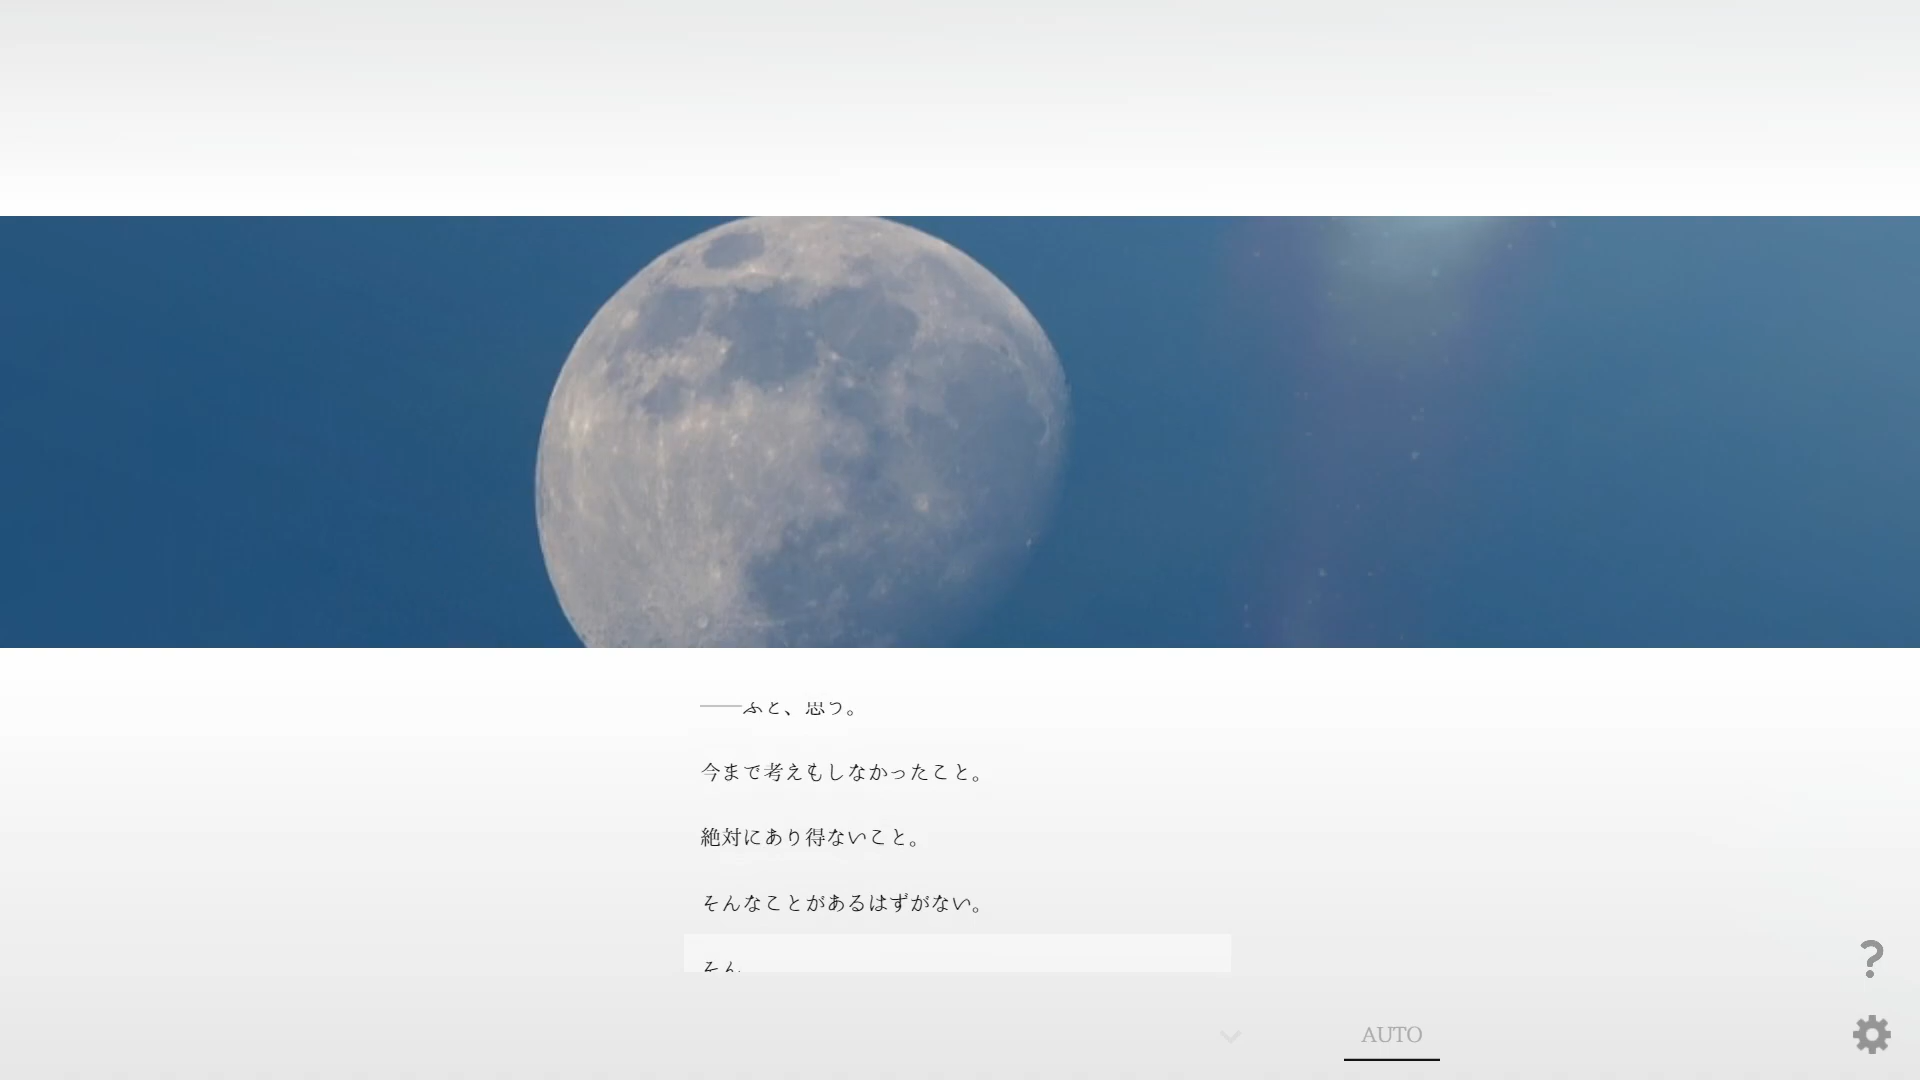 ──ふと、思う。
今まで考えもしなかったこと。
絶対にあり得ないこと。
そんなことがあるはずがない。
そん
AUTO
?